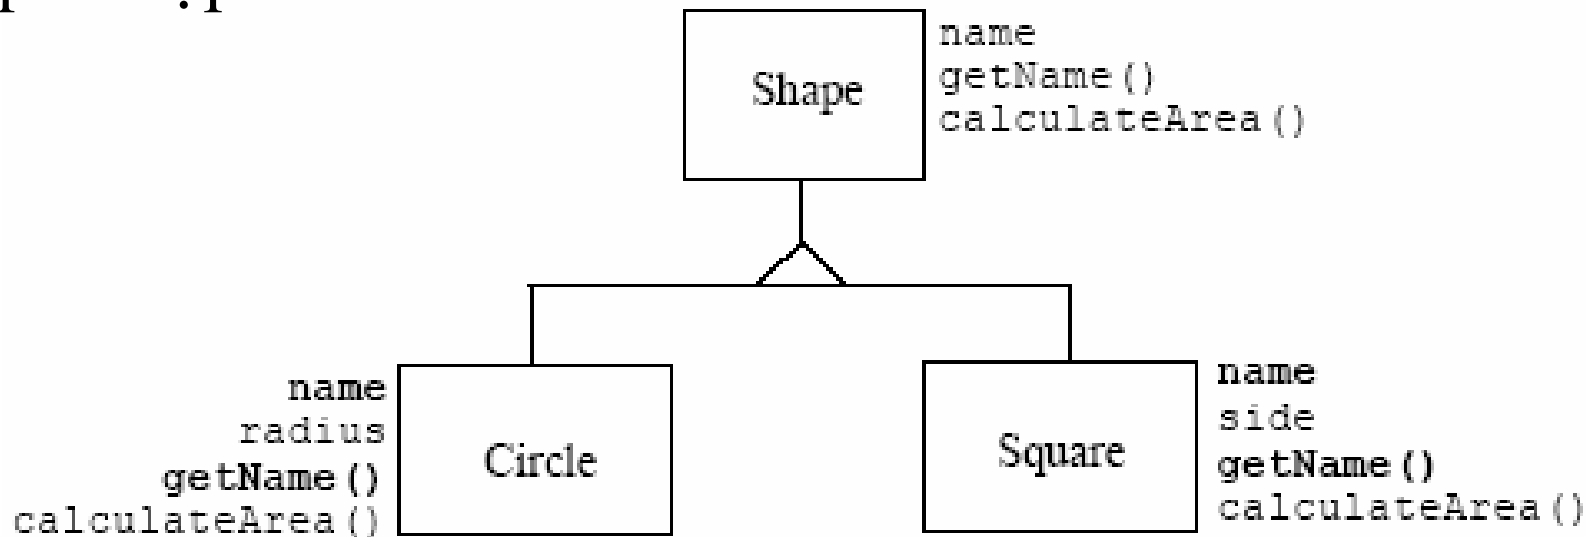 name
getName()
calculateArea()
Shape
name
radius
getName()
calculateArea()
Circle
Square
name
side
getName()
calculateArea()